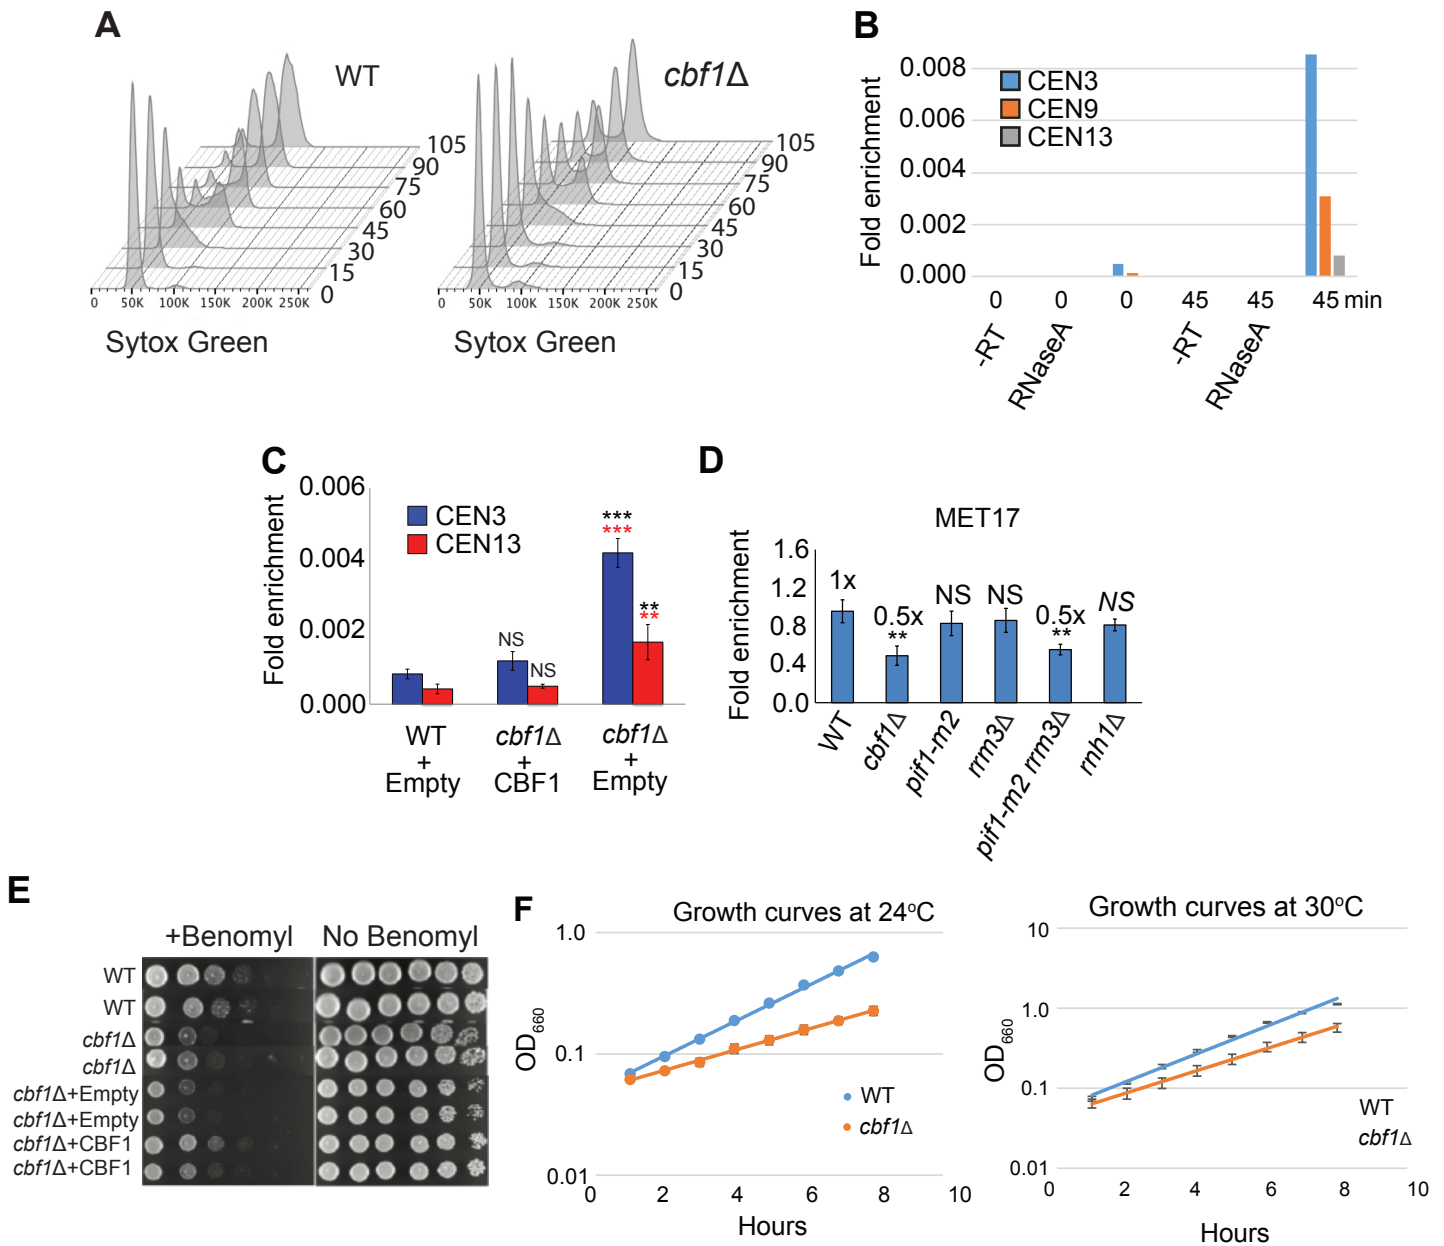 A
WT
cbf1Δ
105
90
75
60
45
30
15
0
0 50K 100K 150K 200K 250K
Sytox Green
105
90
75
60
45
30
15
0
0 50K 100K 150K 200K 250K
Sytox Green
B
Fold enrichment
0.008
0.006
0.004
0.002
0.000
CEN3
CEN9
CEN13
0 0 0 45 45 45 min
-RT RNaseA -RT RNaseA
C
Fold enrichment
0.006
0.004
0.002
0.000
CEN3
CEN13
NS
NS
***
***
**
**
WT + Empty
cbf1Δ + CBF1
cbf1Δ + Empty
D
MET17
Fold enrichment
1.6
1.2
0.8
0.4
0.0
1x
0.5x
**
NS
NS
0.5x
**
NS
WT
cbf1Δ
pif1-m2
rrm3Δ
pif1-m2 rrm3Δ
rnh1Δ
E
+Benomyl No Benomyl
WT
WT
cbf1Δ
cbf1Δ
cbf1Δ+Empty
cbf1Δ+Empty
cbf1Δ+CBF1
cbf1Δ+CBF1
F
Growth curves at 24°C
OD660
1.0
0.1
0.01
WT
cbf1Δ
0 2 4 6 8 10
Hours
Growth curves at 30°C
OD660
10
1.0
0.1
0.01
WT
cbf1Δ
0 2 4 6 8 10
Hours